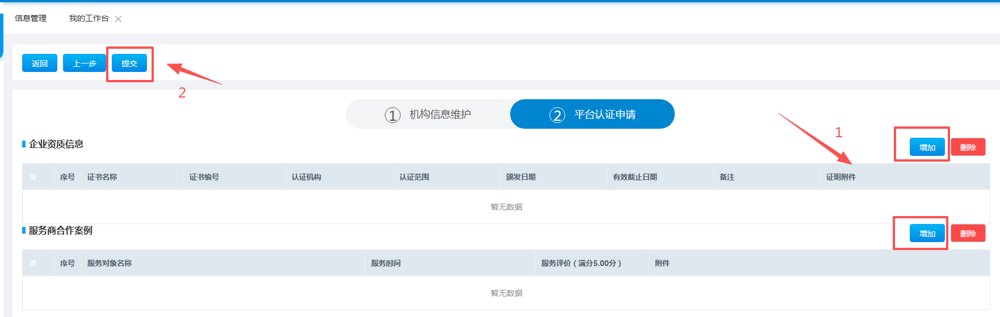 信息管理 我的工作台
返回 上一步 提交
2
① 机构信息维护 ② 平台认证申请
1
企业资质信息 增加 删除
序号 证书名称 证书编号 认证机构 认证范围 颁发日期 有效截止日期 备注 证明附件
暂无数据
服务商合作案例 增加 删除
序号 服务对象名称 服务时间 服务评价（满分5.00分） 附件
暂无数据